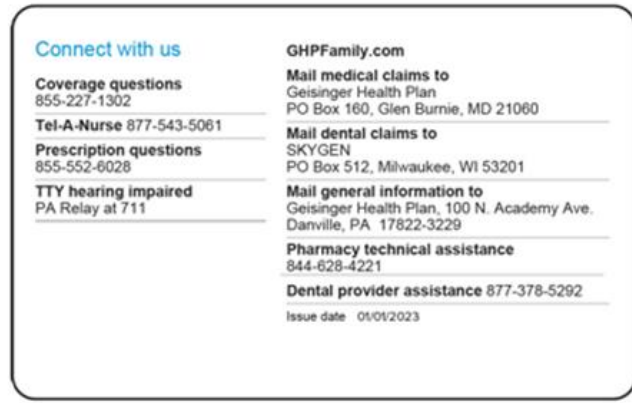 Connect with us
Coverage questions
855-227-1302
Tel-A-Nurse 877-543-5061
Prescription questions
855-552-6028
TTY hearing impaired
PA Relay at 711
GHPFamily.com
Mail medical claims to
Geisinger Health Plan
PO Box 160, Glen Burnie, MD 21060
Mail dental claims to
SKYGEN
PO Box 512, Milwaukee, WI 53201
Mail general information to
Geisinger Health Plan, 100 N. Academy Ave.
Danville, PA 17822-3229
Pharmacy technical assistance
844-628-4221
Dental provider assistance 877-378-5292
Issue date 01/01/2023